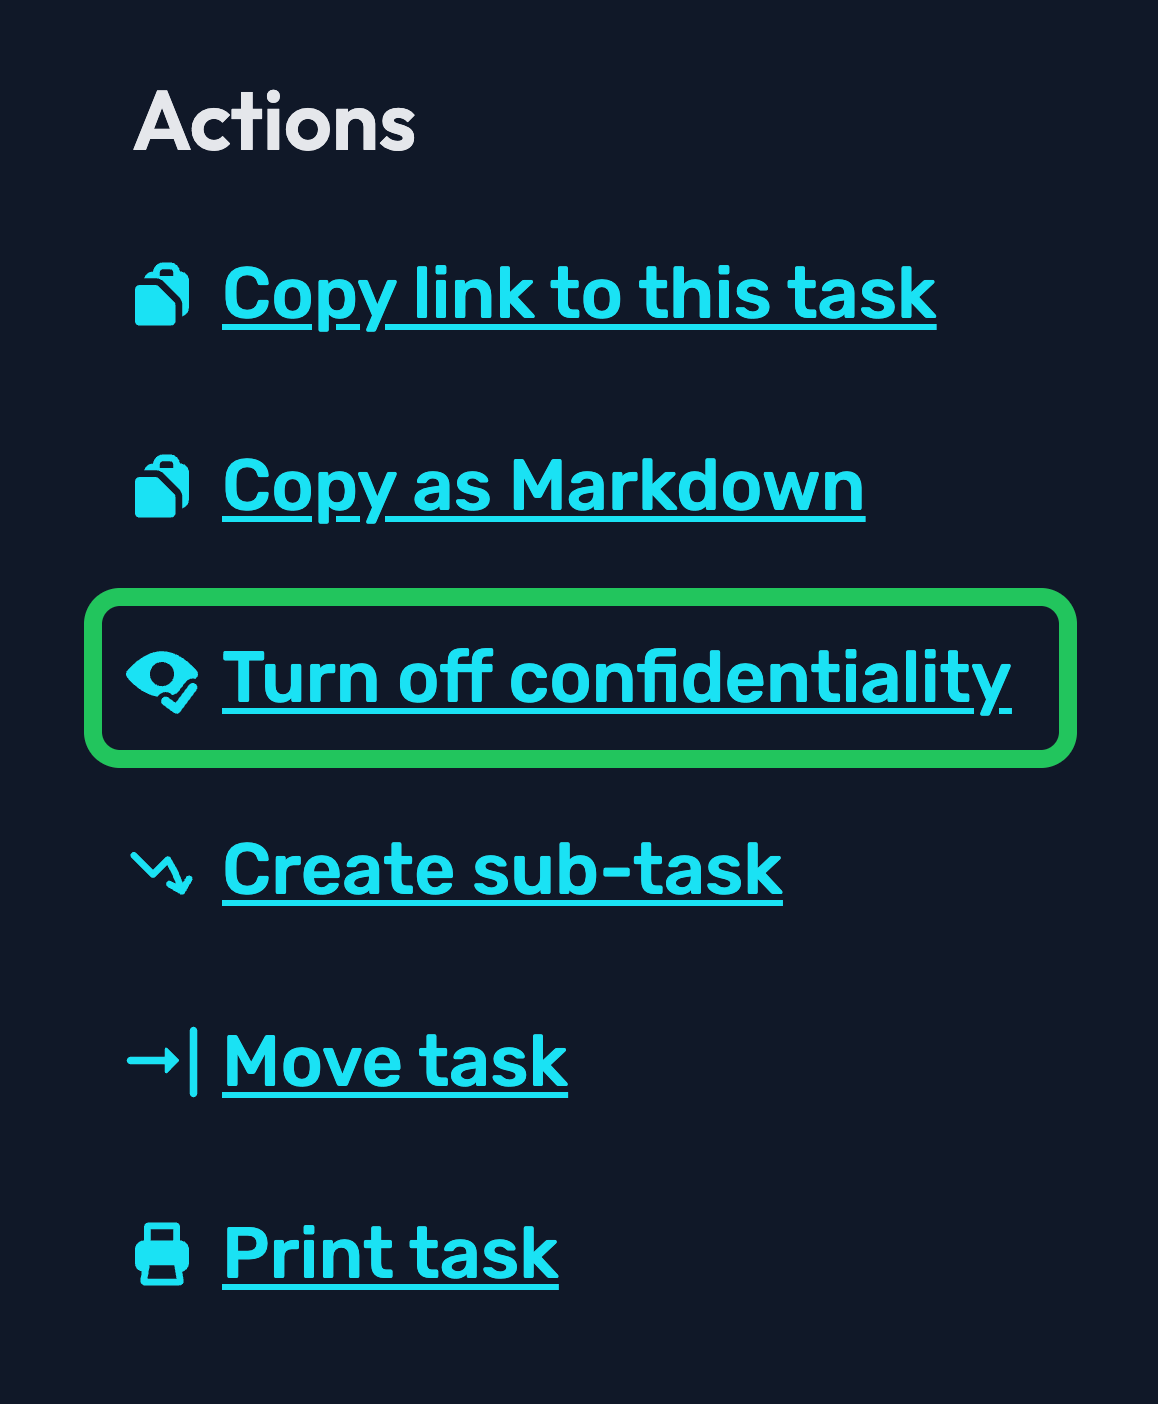 Actions
Copy link to this task
Copy as Markdown
Turn off confidentiality
Create sub-task
Move task
Print task